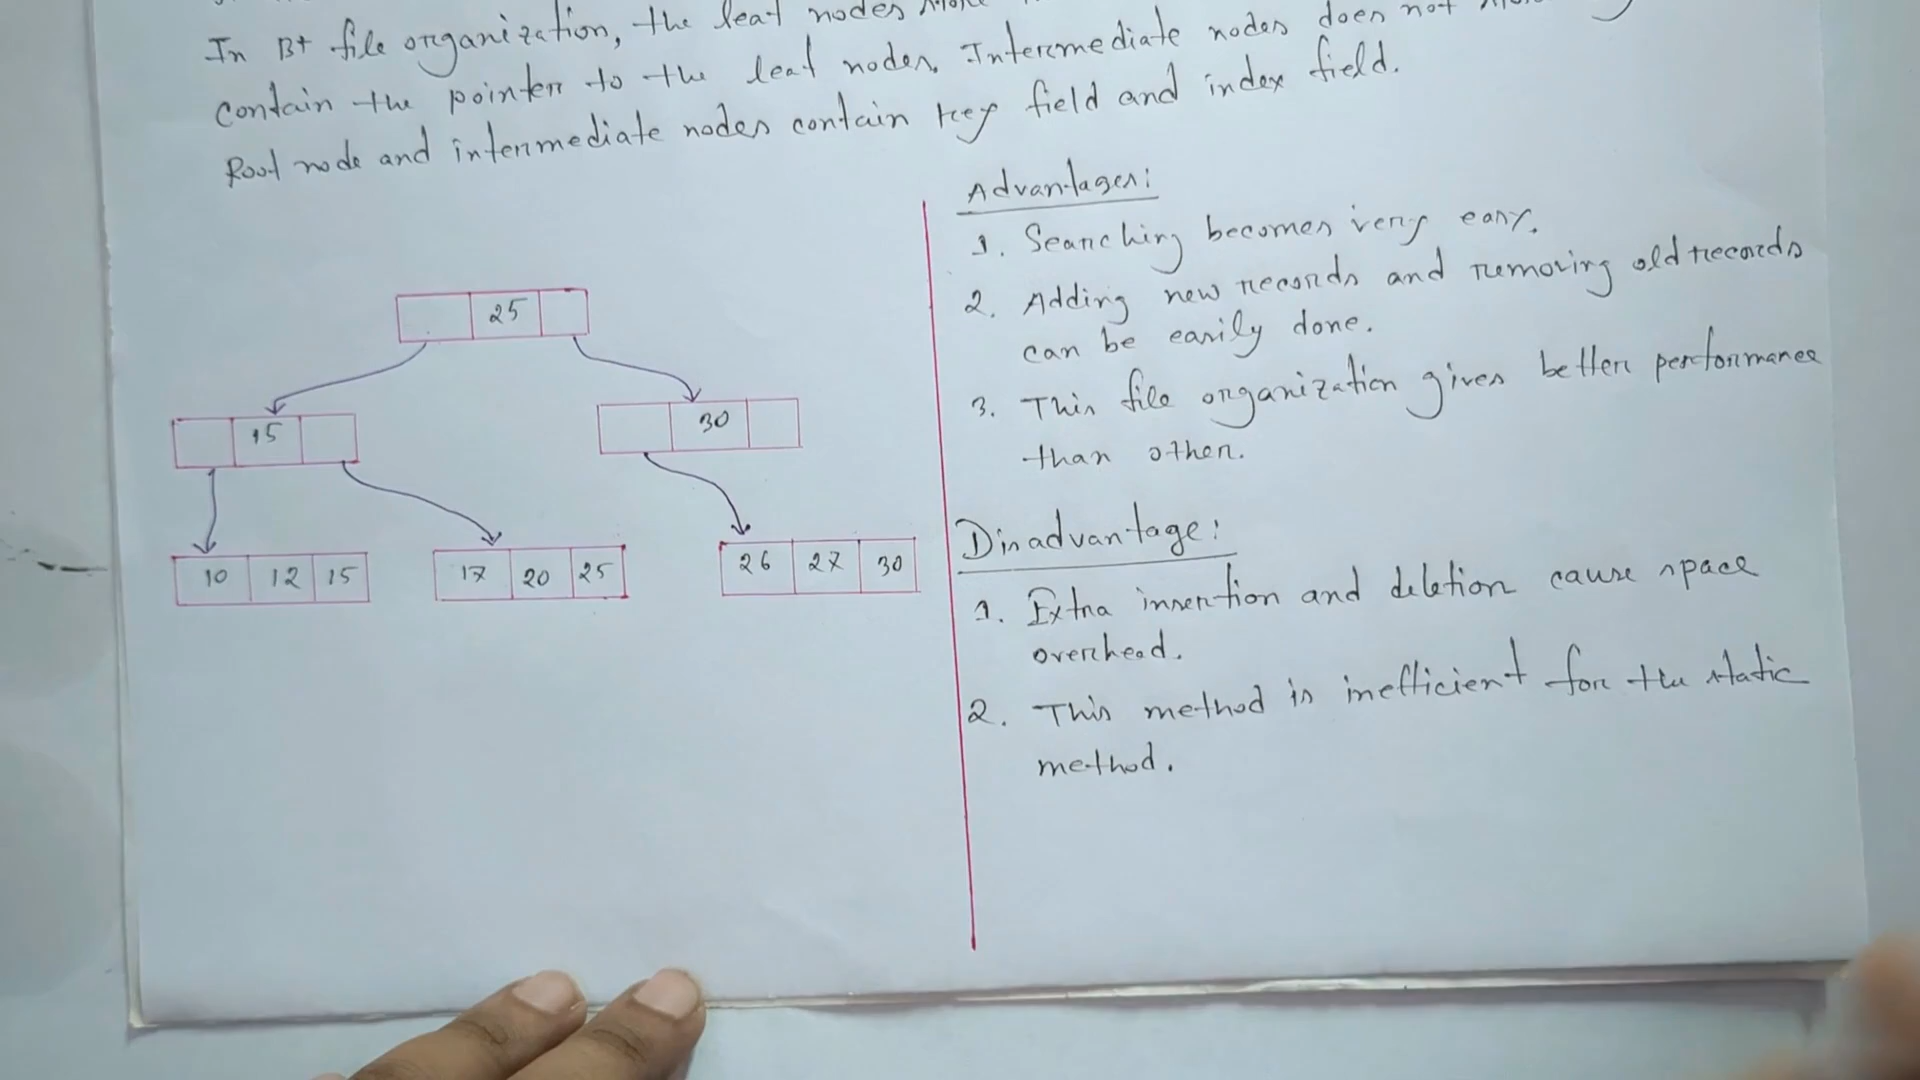 In B+ file organization, the leaf nodes
contain the pointer to the leaf nodes. Intermediate nodes does not
Root node and intermediate nodes contain key field and index field.
25
15
30
10 12 15
17 20 25
26 27 30
Advantages:
1. Searching becomes very easy.
2. Adding new records and removing old records
can be easily done.
3. This file organization gives better performance
than other.
Disadvantage:
1. Extra insertion and deletion cause space
overhead.
2. This method is inefficient for the static
method.